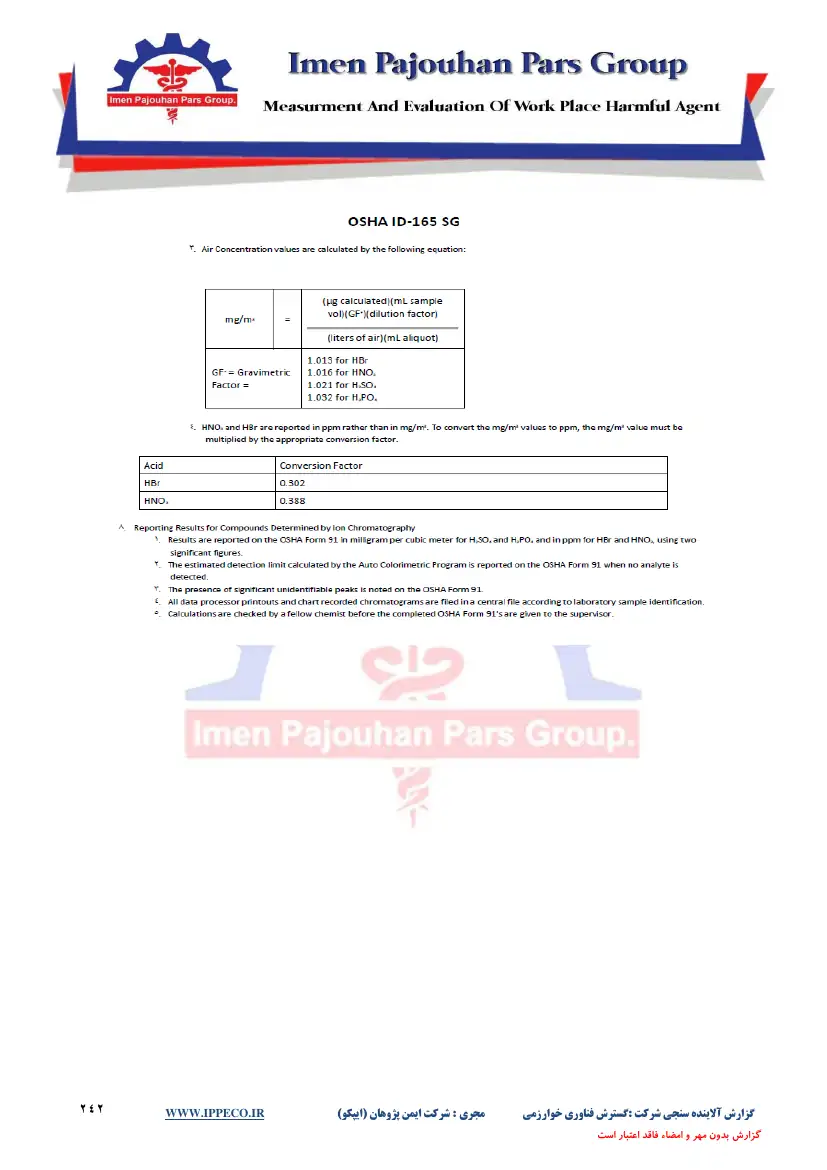 Imen Pajouhan Pars Group
Imen Pajouhan Pars Group.
Measurment And Evaluation Of Work Place Harmful Agent
OSHA ID-165 SG
٣. Air Concentration values are calculated by the following equation:
mg/m³ = (µg calculated)(mL sample
vol)(GF*)(dilution factor)
(liters of air)(mL aliquot)
GF* = Gravimetric
Factor =
1.013 for HBr
1.016 for HNO₃
1.021 for H₂SO₄
1.032 for H₃PO₄
٤. HNO₃ and HBr are reported in ppm rather than in mg/m³. To convert the mg/m³ values to ppm, the mg/m³ value must be
multiplied by the appropriate conversion factor.
Acid Conversion Factor
HBr 0.302
HNO₃ 0.388
٨. Reporting Results for Compounds Determined by Ion Chromatography
١. Results are reported on the OSHA Form 91 in milligram per cubic meter for H₂SO₄ and H₃PO₄ and in ppm for HBr and HNO₃, using two
significant figures.
٢. The estimated detection limit calculated by the Auto Colorimetric Program is reported on the OSHA Form 91 when no analyte is
detected.
٣. The presence of significant unidentifiable peaks is noted on the OSHA Form 91.
٤. All data processor printouts and chart recorded chromatograms are filed in a central file according to laboratory sample identification.
٥. Calculations are checked by a fellow chemist before the completed OSHA Form 91's are given to the supervisor.
Imen Pajouhan Pars Group.
گزارش آلاینده سنجی شرکت :گسترش فناوری خوارزمی مجری : شرکت ایمن پژوهان (ایپکو) WWW.IPPECO.IR ٢٤٢
گزارش بدون مهر و امضاء فاقد اعتبار است